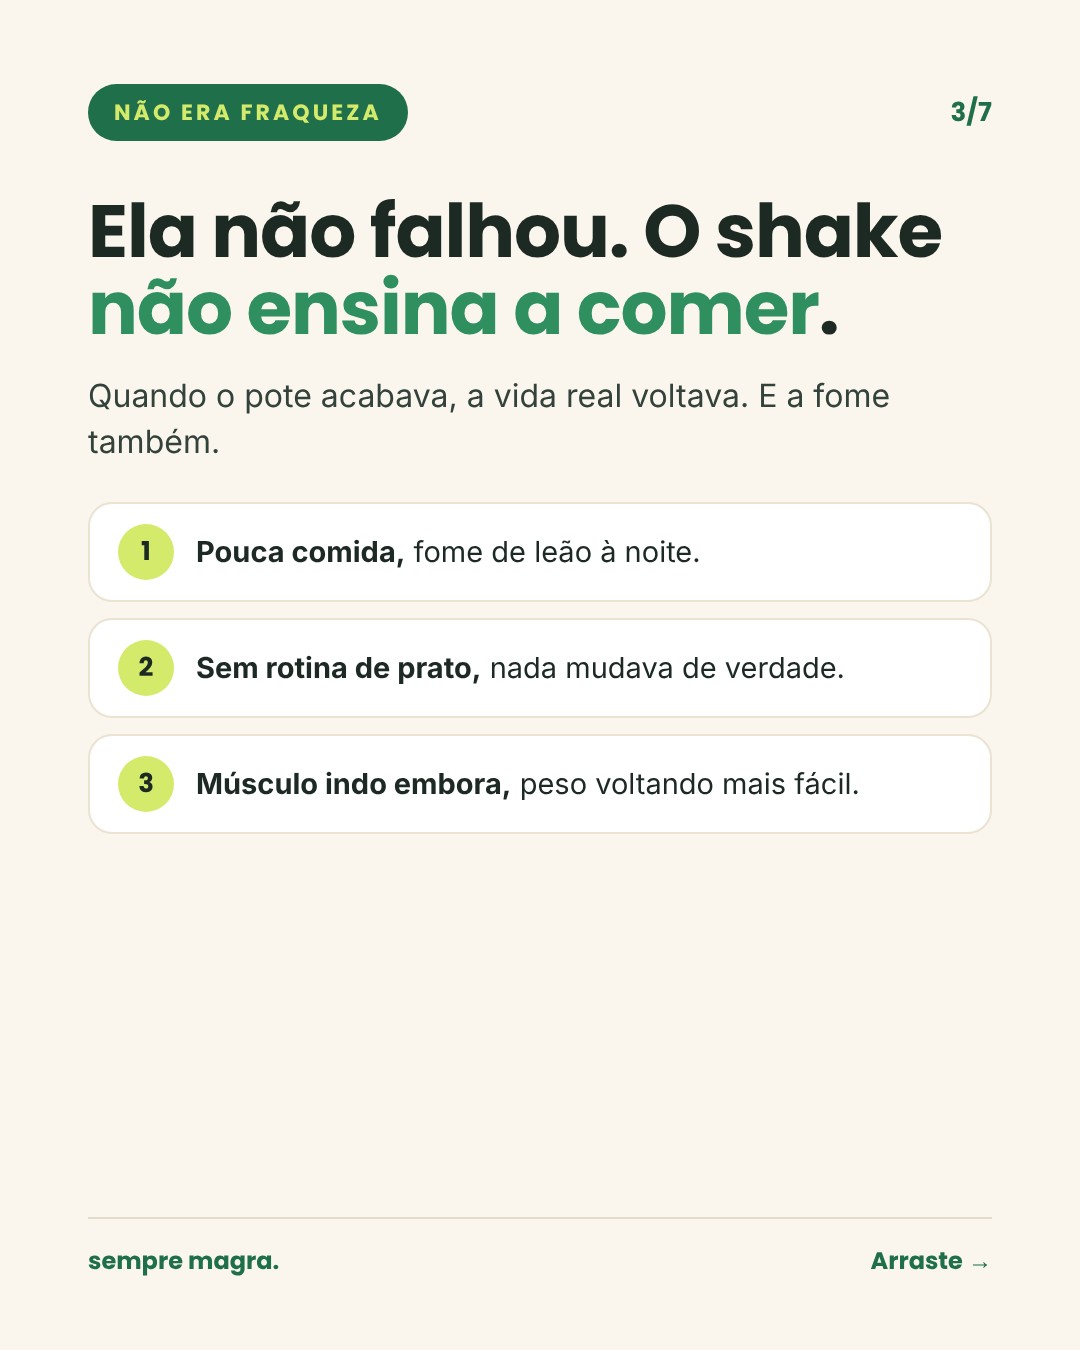 NÃO ERA FRAQUEZA
3/7
Ela não falhou. O shake
não ensina a comer.
Quando o pote acabava, a vida real voltava. E a fome
também.
1 Pouca comida, fome de leão à noite.
2 Sem rotina de prato, nada mudava de verdade.
3 Músculo indo embora, peso voltando mais fácil.
sempre magra.
Arraste →